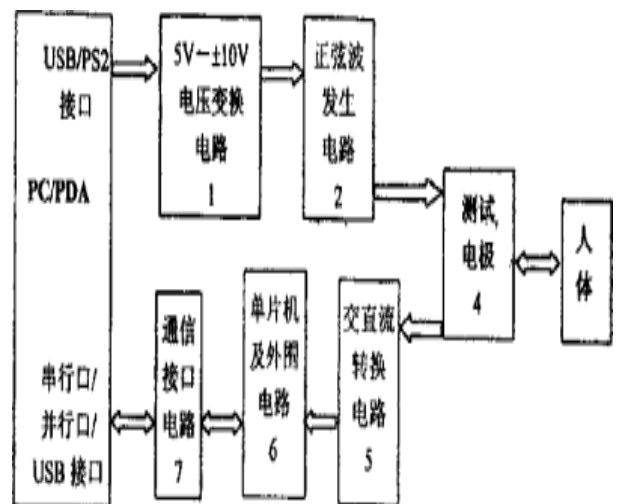 USB/PS2
接口
PC/PDA
串行口/
并行口/
USB 接口
5V－±10V
电压变换
电路
1
正弦波
发生
电路
2
测试
电极
4
人
体
交直流
转换
电路
5
单片机
及外围
电路
6
通信
接口
电路
7